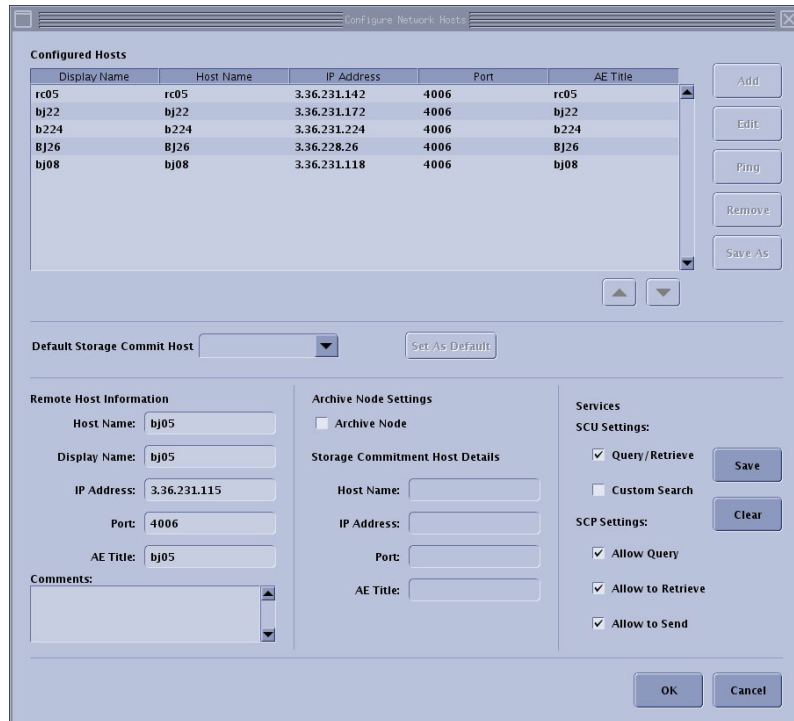 Configure Network Hosts
Configured Hosts
Display Name Host Name IP Address Port AE Title
rc05 rc05 3.36.231.142 4006 rc05
bj22 bj22 3.36.231.172 4006 bj22
b224 b224 3.36.231.224 4006 b224
BJ26 BJ26 3.36.228.26 4006 BJ26
bj08 bj08 3.36.231.118 4006 bj08
Add
Edit
Ping
Remove
Save As
Default Storage Commit Host
Set As Default
Remote Host Information
Host Name: bj05
Display Name: bj05
IP Address: 3.36.231.115
Port: 4006
AE Title: bj05
Comments:
Archive Node Settings
Archive Node
Storage Commitment Host Details
Host Name:
IP Address:
Port:
AE Title:
Services
SCU Settings:
Query/Retrieve
Custom Search
SCP Settings:
Allow Query
Allow to Retrieve
Allow to Send
Save
Clear
OK
Cancel